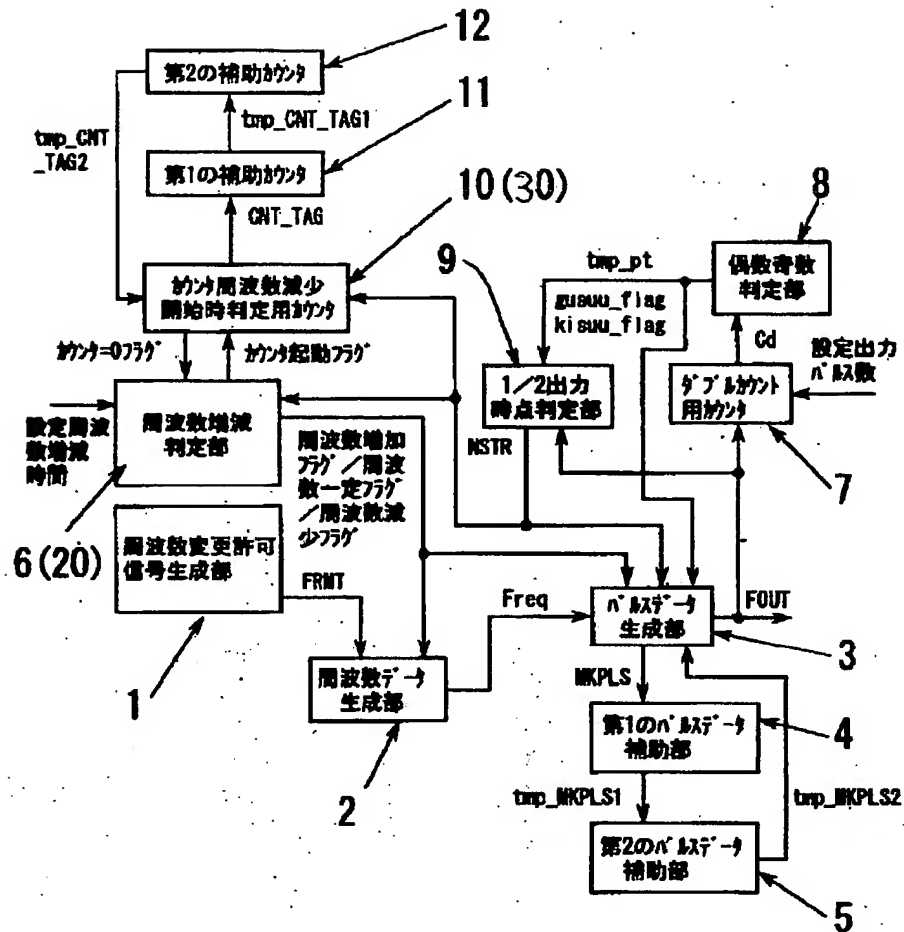 12
第2の補助ｶｳﾝﾀ
11
tmp_CNT_TAG1
tmp_CNT
_TAG2
第1の補助ｶｳﾝﾀ
10(30)
CNT_TAG
8
ｶｳﾝﾀ周波数減少
開始時判定用ｶｳﾝﾀ
9
tmp_pt
偶数奇数
判定部
gusuu_flag
kisuu_flag
Cd
ｶｳﾝﾀ=0ﾌﾗｸﾞ
ｶｳﾝﾀ起動ﾌﾗｸﾞ
1/2出力
時点判定部
設定出力
ﾊﾟﾙｽ数
ﾀﾞﾌﾞﾙｶｳﾝﾄ
用ｶｳﾝﾀ
7
設定周波
数増減
時間
周波数増減
判定部
周波数増加
ﾌﾗｸﾞ/周波
数一定ﾌﾗｸﾞ
/周波数減
少ﾌﾗｸﾞ
NSTR
6(20)
周波数変更許可
信号生成部
FRMT
1
Freq
ﾊﾟﾙｽﾃﾞｰﾀ
生成部
FOUT
3
周波数ﾃﾞｰﾀ
生成部
2
MKPLS
第1のﾊﾟﾙｽﾃﾞｰﾀ
補助部
4
tmp_MKPLS1
tmp_MKPLS2
第2のﾊﾟﾙｽﾃﾞｰﾀ
補助部
5